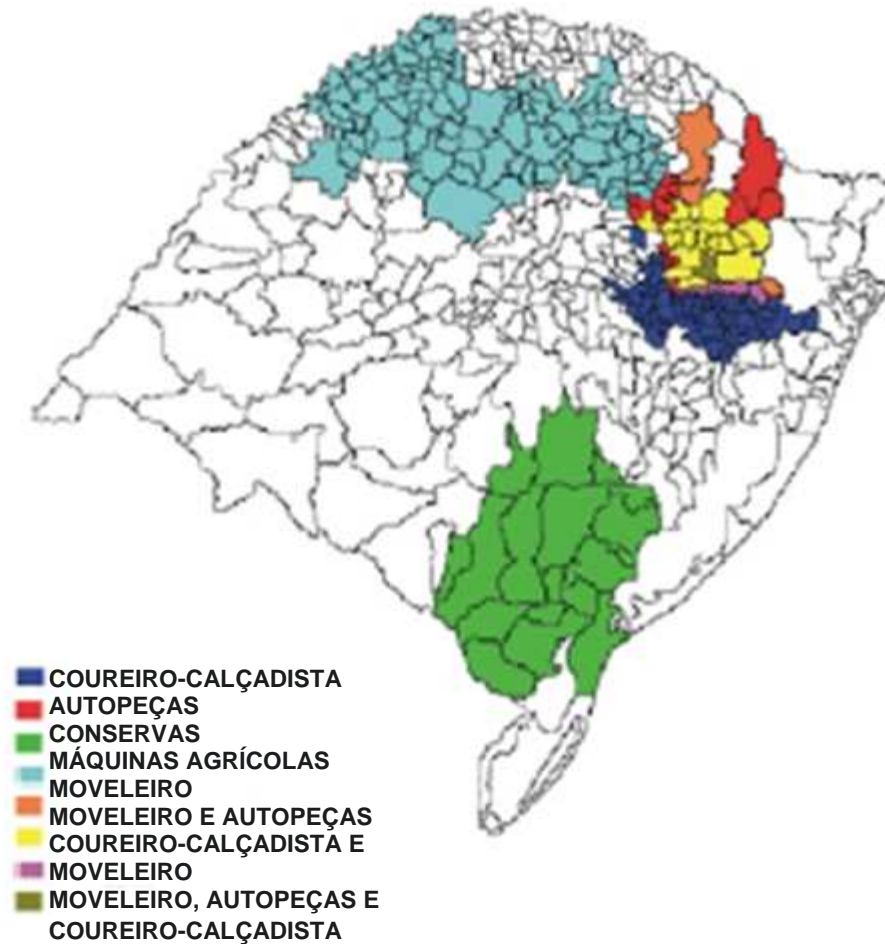 COUREIRO-CALÇADISTA
AUTOPEÇAS
CONSERVAS
MÁQUINAS AGRÍCOLAS
MOVELEIRO
MOVELEIRO E AUTOPEÇAS
COUREIRO-CALÇADISTA E
MOVELEIRO
MOVELEIRO, AUTOPEÇAS E
COUREIRO-CALÇADISTA